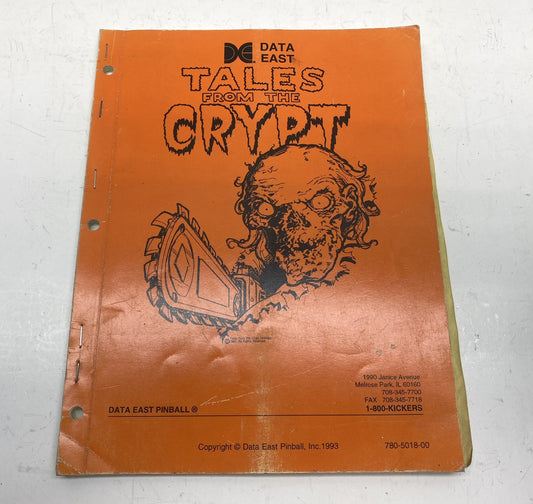 DATA
EAST
TALES
FROM THE
CRYPT
1990 Janice Avenue
Melrose Park, IL 60160
708-345-7700
FAX 708-345-7718
DATA EAST PINBALL ® 1-800-KICKERS
Copyright © Data East Pinball, Inc.1993 780-5018-00